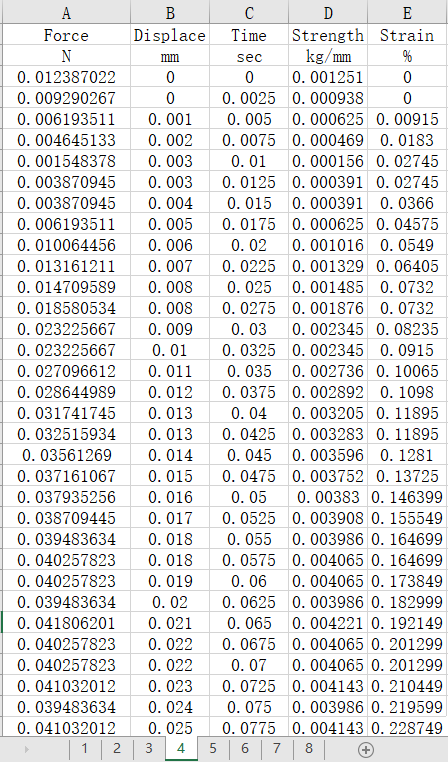 A B C D E
Force Displace Time Strength Strain
N mm sec kg/mm %
0.012387022 0 0 0.001251 0
0.009290267 0 0.0025 0.000938 0
0.006193511 0.001 0.005 0.000625 0.00915
0.004645133 0.002 0.0075 0.000469 0.0183
0.001548378 0.003 0.01 0.000156 0.02745
0.003870945 0.003 0.0125 0.000391 0.02745
0.003870945 0.004 0.015 0.000391 0.0366
0.006193511 0.005 0.0175 0.000625 0.04575
0.010064456 0.006 0.02 0.001016 0.0549
0.013161211 0.007 0.0225 0.001329 0.06405
0.014709589 0.008 0.025 0.001485 0.0732
0.018580534 0.008 0.0275 0.001876 0.0732
0.023225667 0.009 0.03 0.002345 0.08235
0.023225667 0.01 0.0325 0.002345 0.0915
0.027096612 0.011 0.035 0.002736 0.10065
0.028644989 0.012 0.0375 0.002892 0.1098
0.031741745 0.013 0.04 0.003205 0.11895
0.032515934 0.013 0.0425 0.003283 0.11895
0.03561269 0.014 0.045 0.003596 0.1281
0.037161067 0.015 0.0475 0.003752 0.13725
0.037935256 0.016 0.05 0.00383 0.146399
0.038709445 0.017 0.0525 0.003908 0.155549
0.039483634 0.018 0.055 0.003986 0.164699
0.040257823 0.018 0.0575 0.004065 0.164699
0.040257823 0.019 0.06 0.004065 0.173849
0.039483634 0.02 0.0625 0.003986 0.182999
0.041806201 0.021 0.065 0.004221 0.192149
0.040257823 0.022 0.0675 0.004065 0.201299
0.040257823 0.022 0.07 0.004065 0.201299
0.041032012 0.023 0.0725 0.004143 0.210449
0.039483634 0.024 0.075 0.003986 0.219599
0.041032012 0.025 0.0775 0.004143 0.228749
1 2 3 4 5 6 7 8